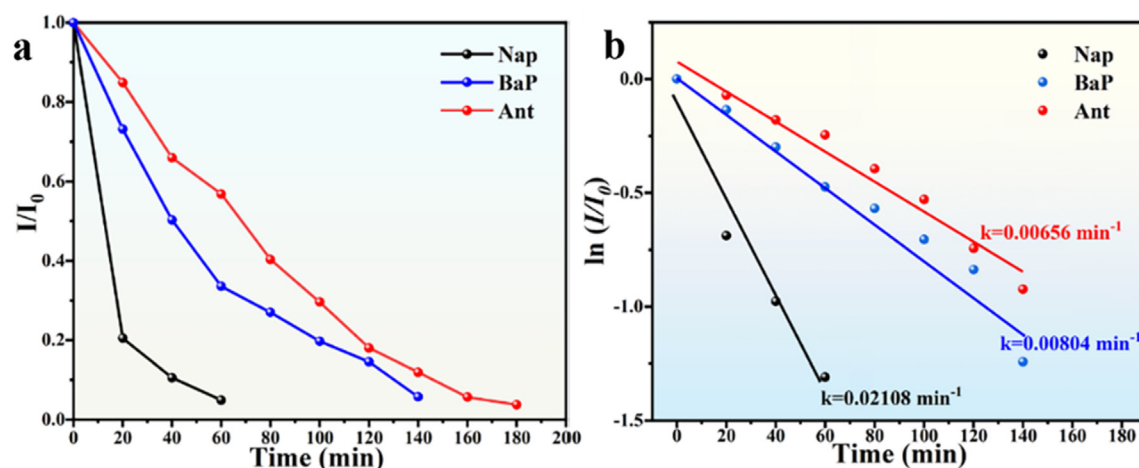 a
Nap
BaP
Ant
I/I0
1.0
0.8
0.6
0.4
0.2
0.0
0 20 40 60 80 100 120 140 160 180 200
Time (min)
b
Nap
BaP
Ant
ln (I/I0)
0.0
-0.5
-1.0
-1.5
k=0.00656 min-1
k=0.00804 min-1
k=0.02108 min-1
0 20 40 60 80 100 120 140 160 180
Time (min)